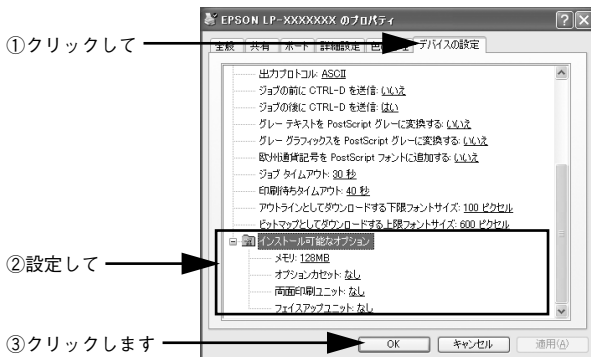 EPSON LP-XXXXXXX のプロパティ
①クリックして
全般 共有 ポート 詳細設定 色の管理 デバイスの設定
出力プロトコル: ASCII
ジョブの前に CTRL-D を送信: いいえ
ジョブの後に CTRL-D を送信: はい
グレー テキストを PostScript グレーに変換する: いいえ
グレー グラフィックスを PostScript グレーに変換する: いいえ
欧州通貨記号を PostScript フォントに追加する: いいえ
ジョブ タイムアウト: 30 秒
印刷待ちタイムアウト: 40 秒
アウトラインとしてダウンロードする下限フォントサイズ: 100 ピクセル
ビットマップとしてダウンロードする上限フォントサイズ: 600 ピクセル
インストール可能なオプション
②設定して
メモリ: 128MB
オプションカセット: なし
両面印刷ユニット: なし
フェイスアップユニット: なし
③クリックします
OK キャンセル 適用(A)